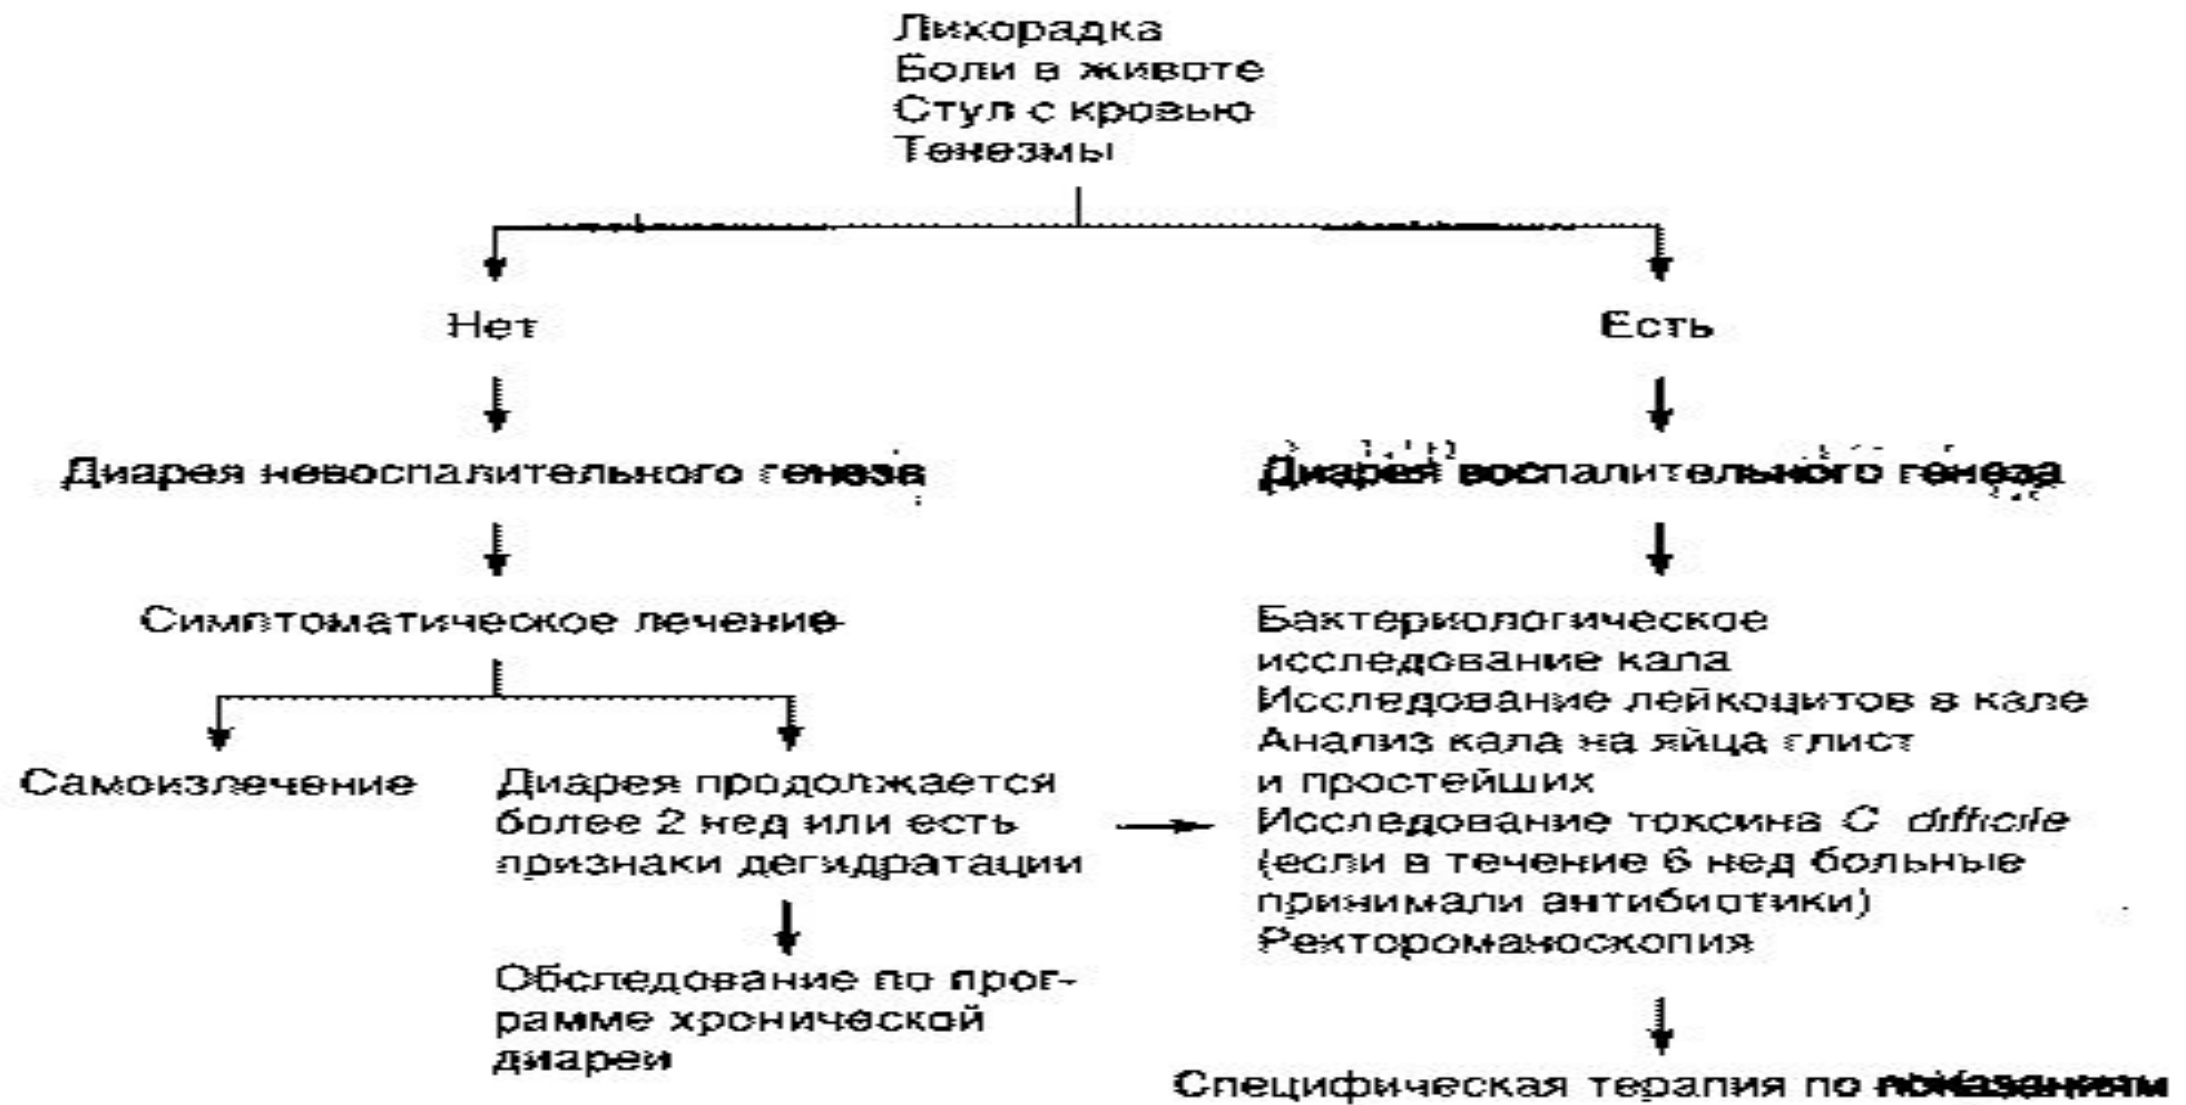 Лихорадка
Боли в животе
Стул с кровью
Тенезмы
Нет
Есть
Диарея невоспалительного генеза
Диарея воспалительного генеза
Симптоматическое лечение
Самоизлечение
Диарея продолжается
более 2 нед или есть
признаки дегидратации
Обследование по прог-
рамме хронической
диареи
Бактериологическое
исследование кала
Исследование лейкоцитов в кале
Анализ кала на яйца глист
и простейших
Исследование токсина C difficile
(если в течение 6 нед больные
принимали антибиотики)
Ректороманоскопия
Специфическая терапия по показаниям